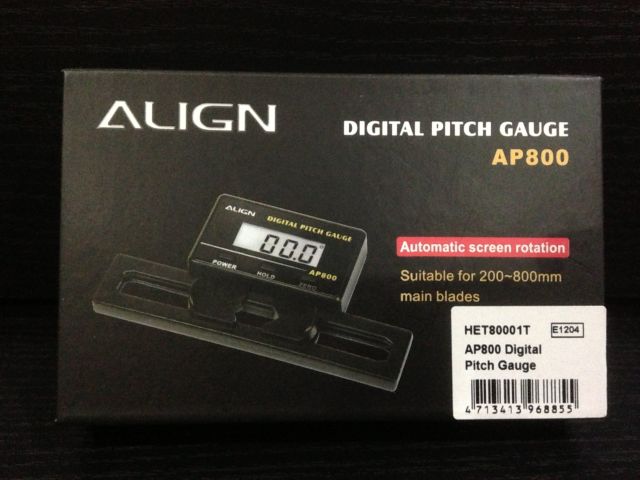 ALIGN
DIGITAL PITCH GAUGE
AP800
ALIGN
DIGITAL PITCH GAUGE
00.0°
POWER
HOLD
ZERO
AP800
Automatic screen rotation
Suitable for 200~800mm
main blades
HET80001T E1204
AP800 Digital
Pitch Gauge
4 713413 968855